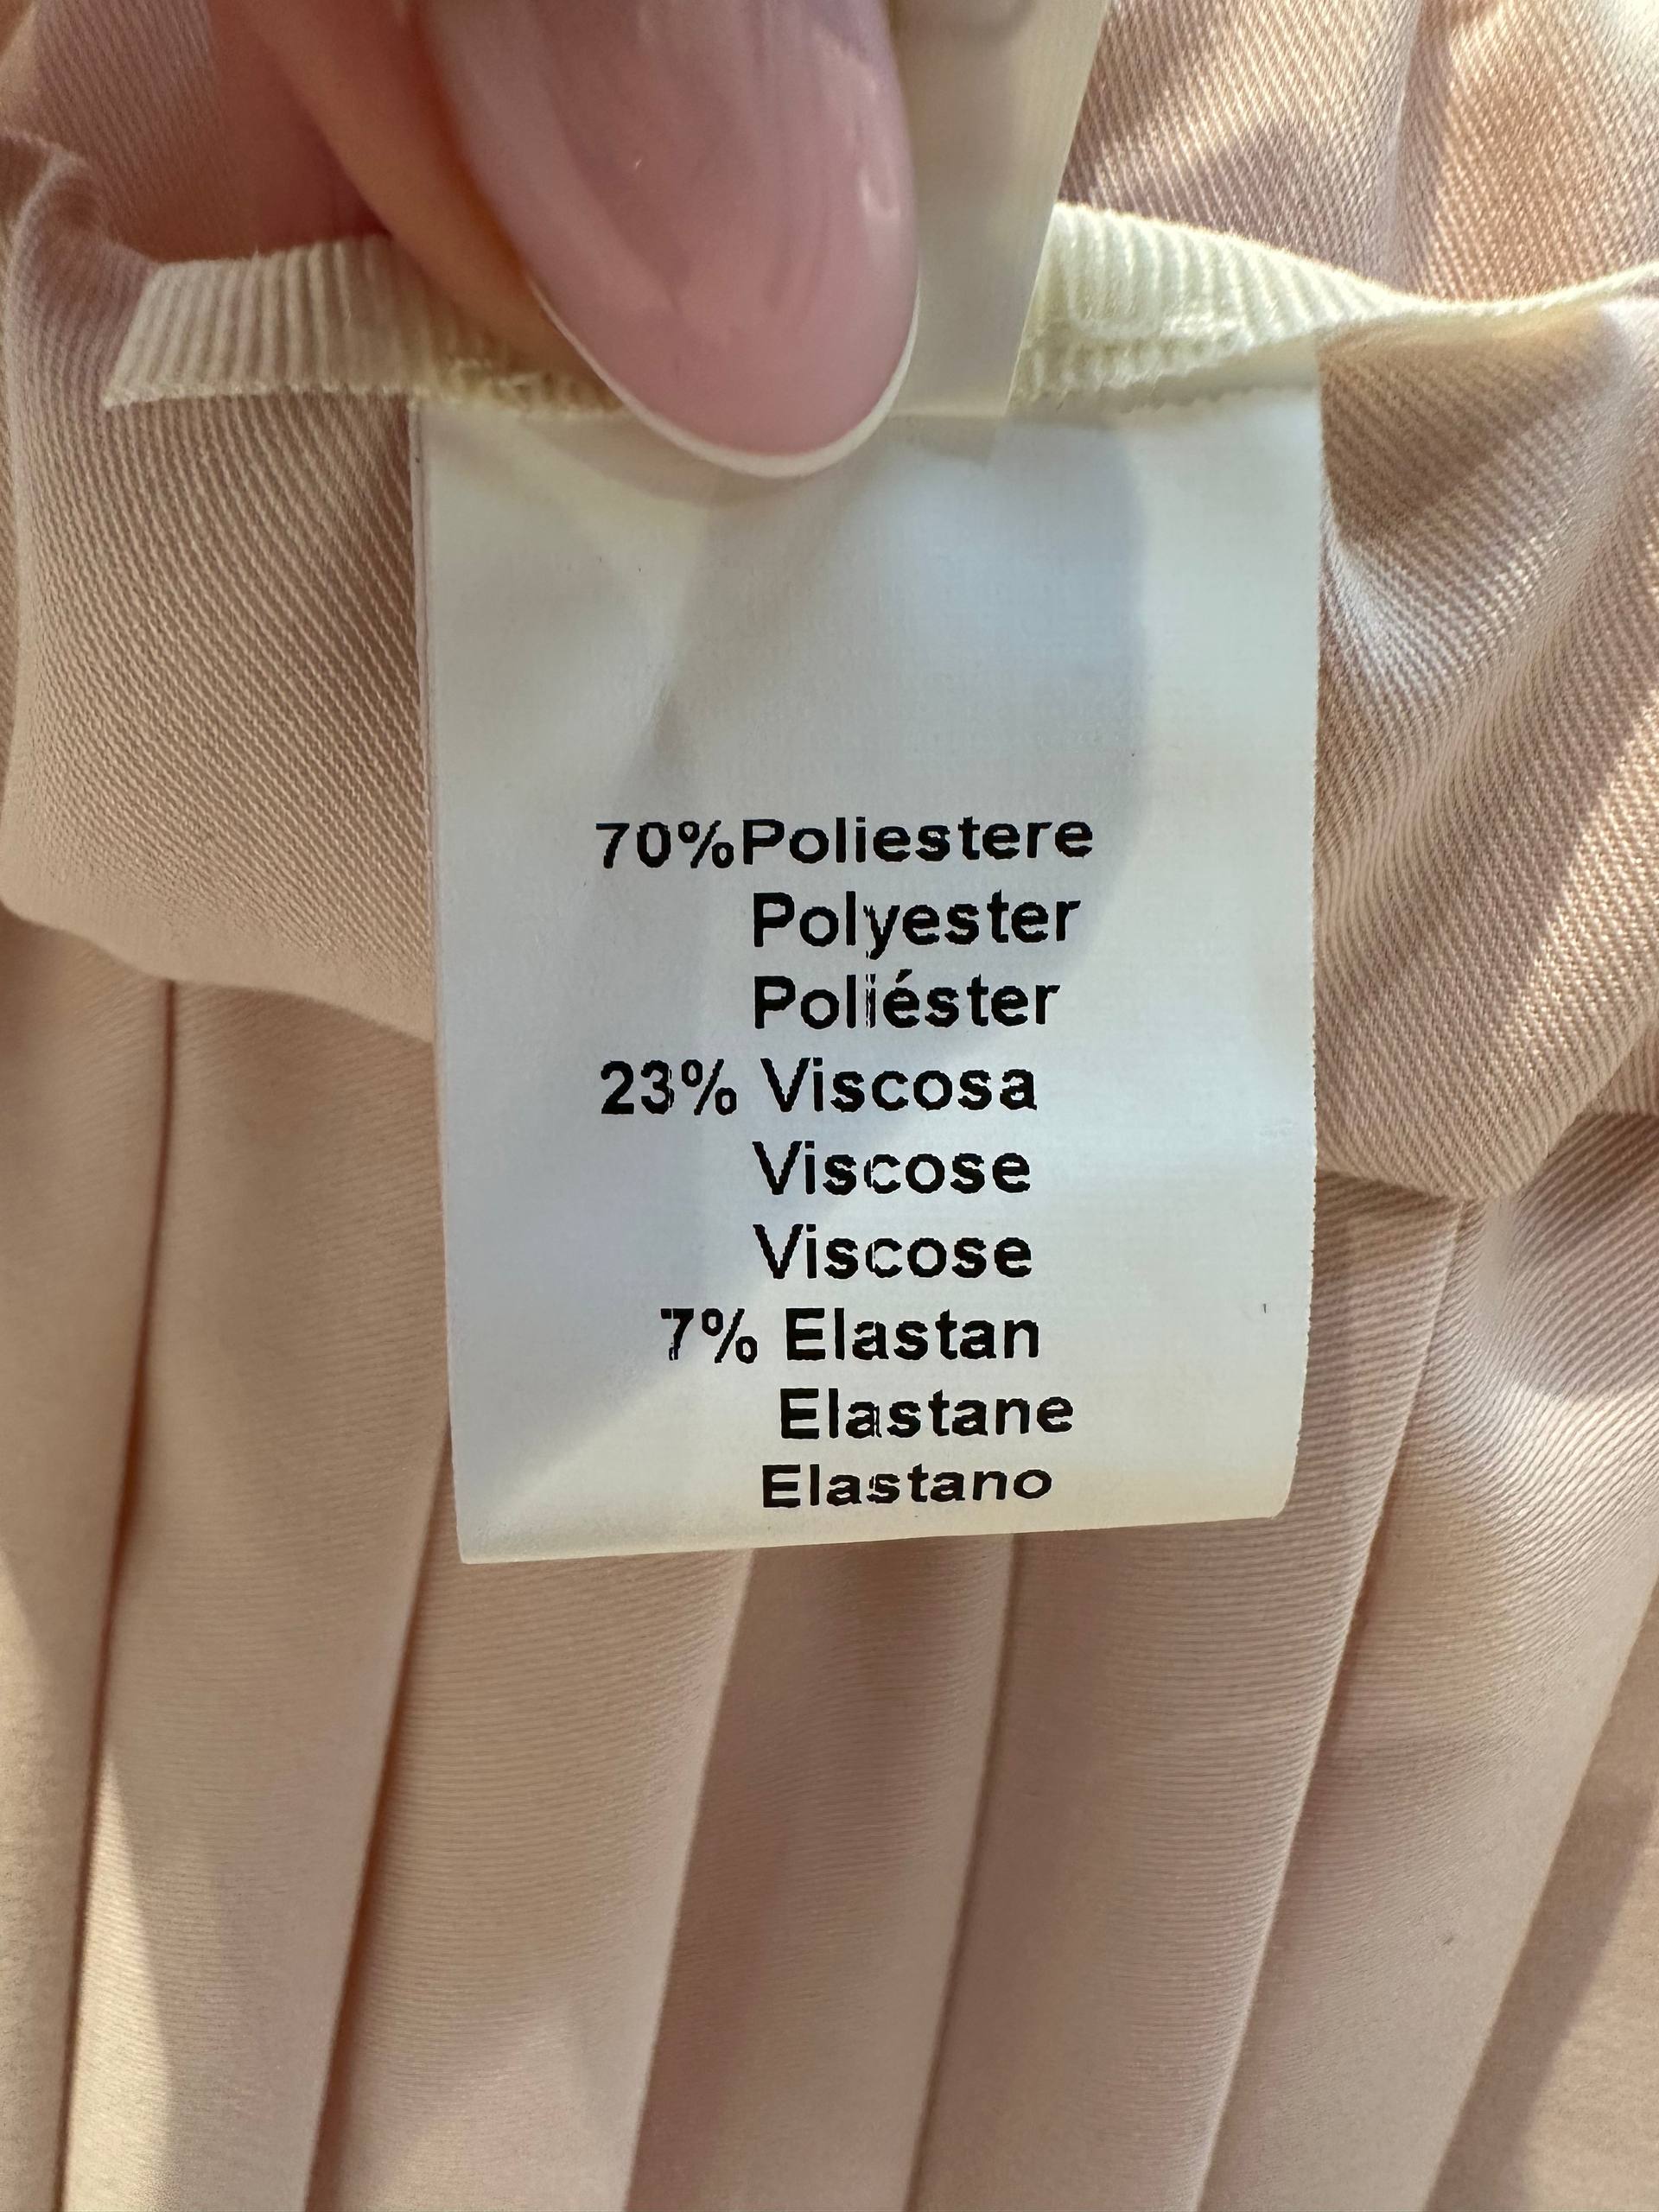 70%Poliestere
Polyester
Poliéster
23% Viscosa
Viscose
Viscose
7% Elastan
Elastane
Elastano